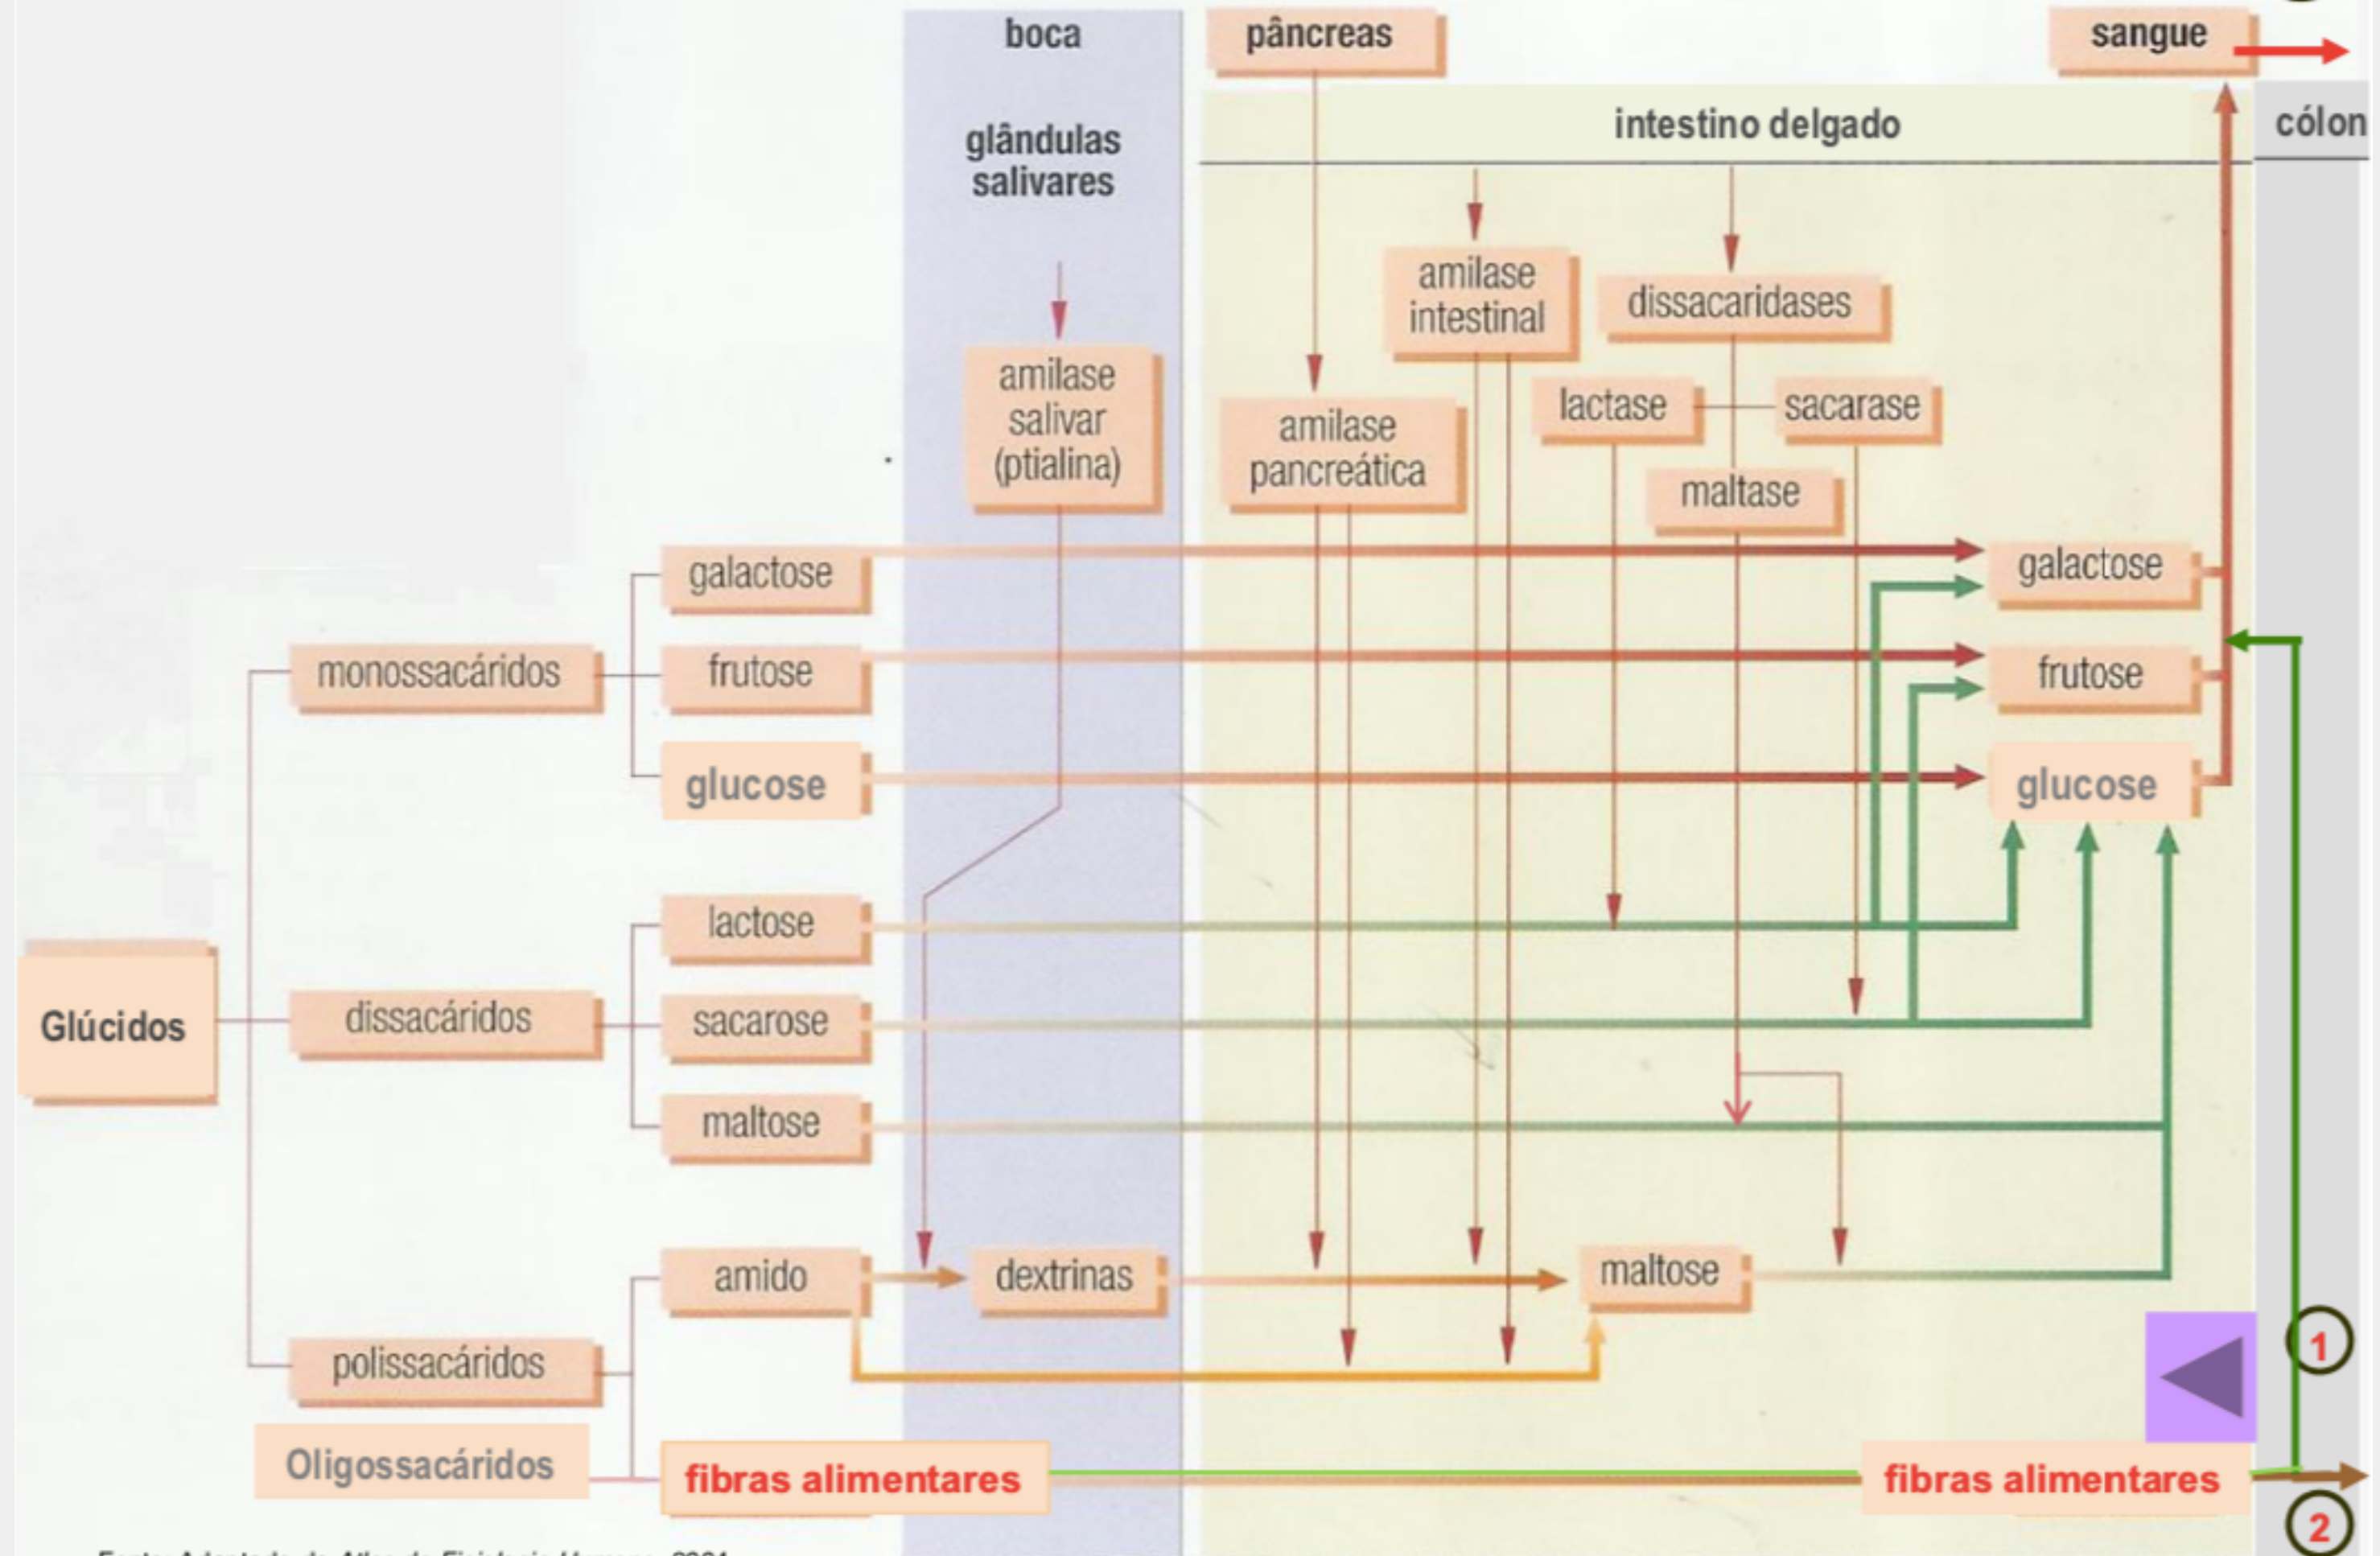 boca
pâncreas
sangue
glândulas
salivares
intestino delgado
cólon
amilase
salivar
(ptialina)
amilase
intestinal
dissacaridases
amilase
pancreática
lactase
sacarase
maltase
galactose
galactose
monossacáridos
frutose
frutose
glucose
glucose
lactose
Glúcidos
dissacáridos
sacarose
maltose
amido
dextrinas
maltose
polissacáridos
1
Oligossacáridos
fibras alimentares
fibras alimentares
2